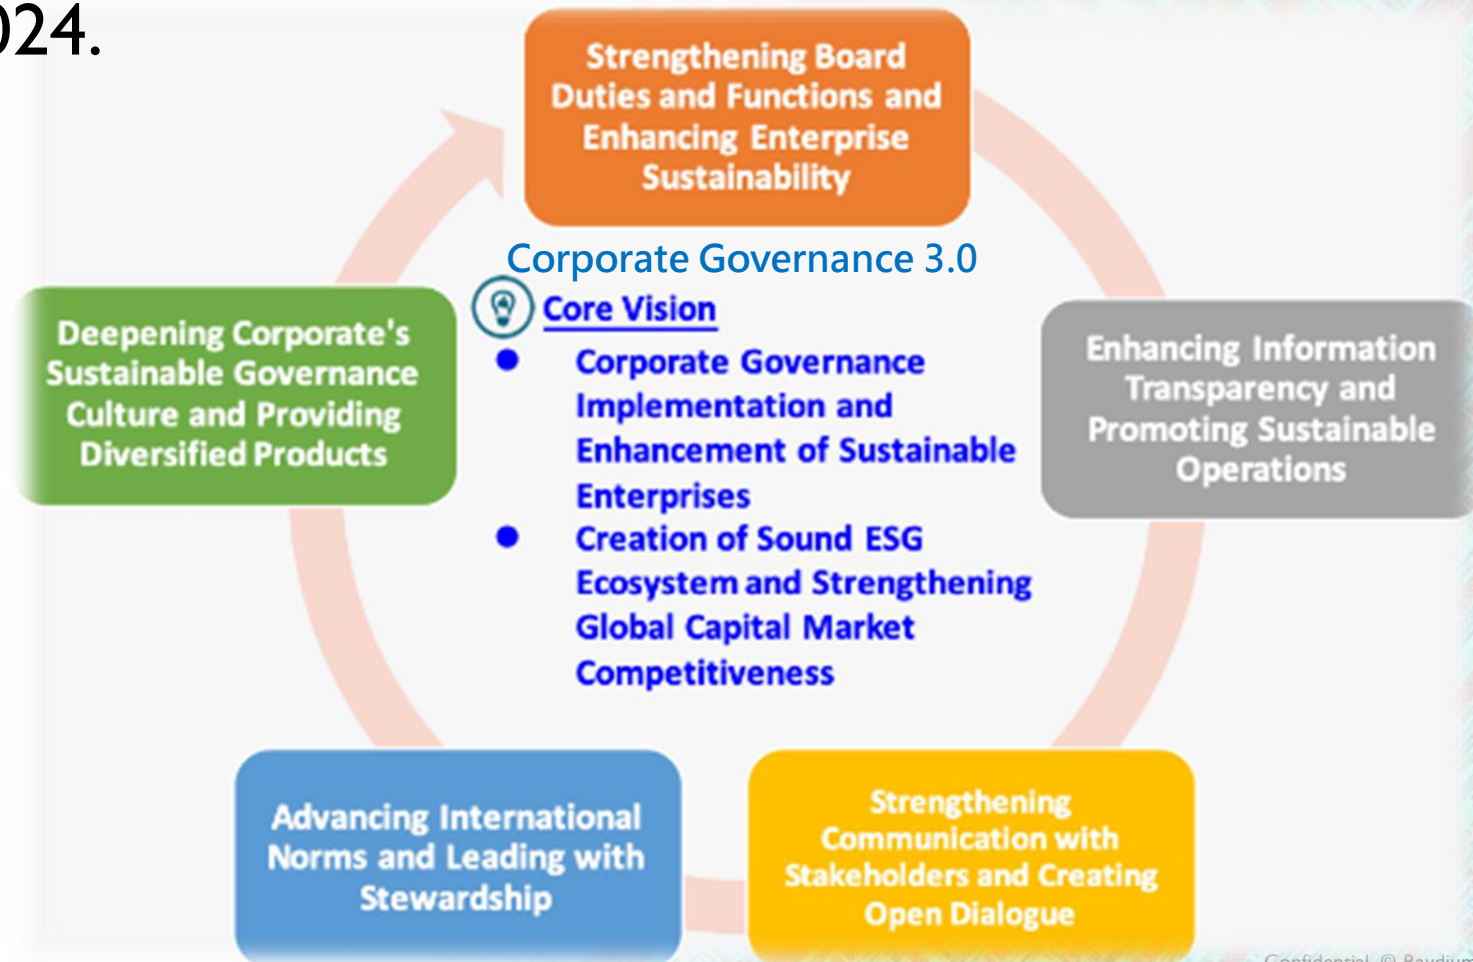 024.
Strengthening Board
Duties and Functions and
Enhancing Enterprise
Sustainability
Corporate Governance 3.0
Core Vision
● Corporate Governance
Implementation and
Enhancement of Sustainable
Enterprises
● Creation of Sound ESG
Ecosystem and Strengthening
Global Capital Market
Competitiveness
Deepening Corporate's
Sustainable Governance
Culture and Providing
Diversified Products
Enhancing Information
Transparency and
Promoting Sustainable
Operations
Advancing International
Norms and Leading with
Stewardship
Strengthening
Communication with
Stakeholders and Creating
Open Dialogue
Confidential ©